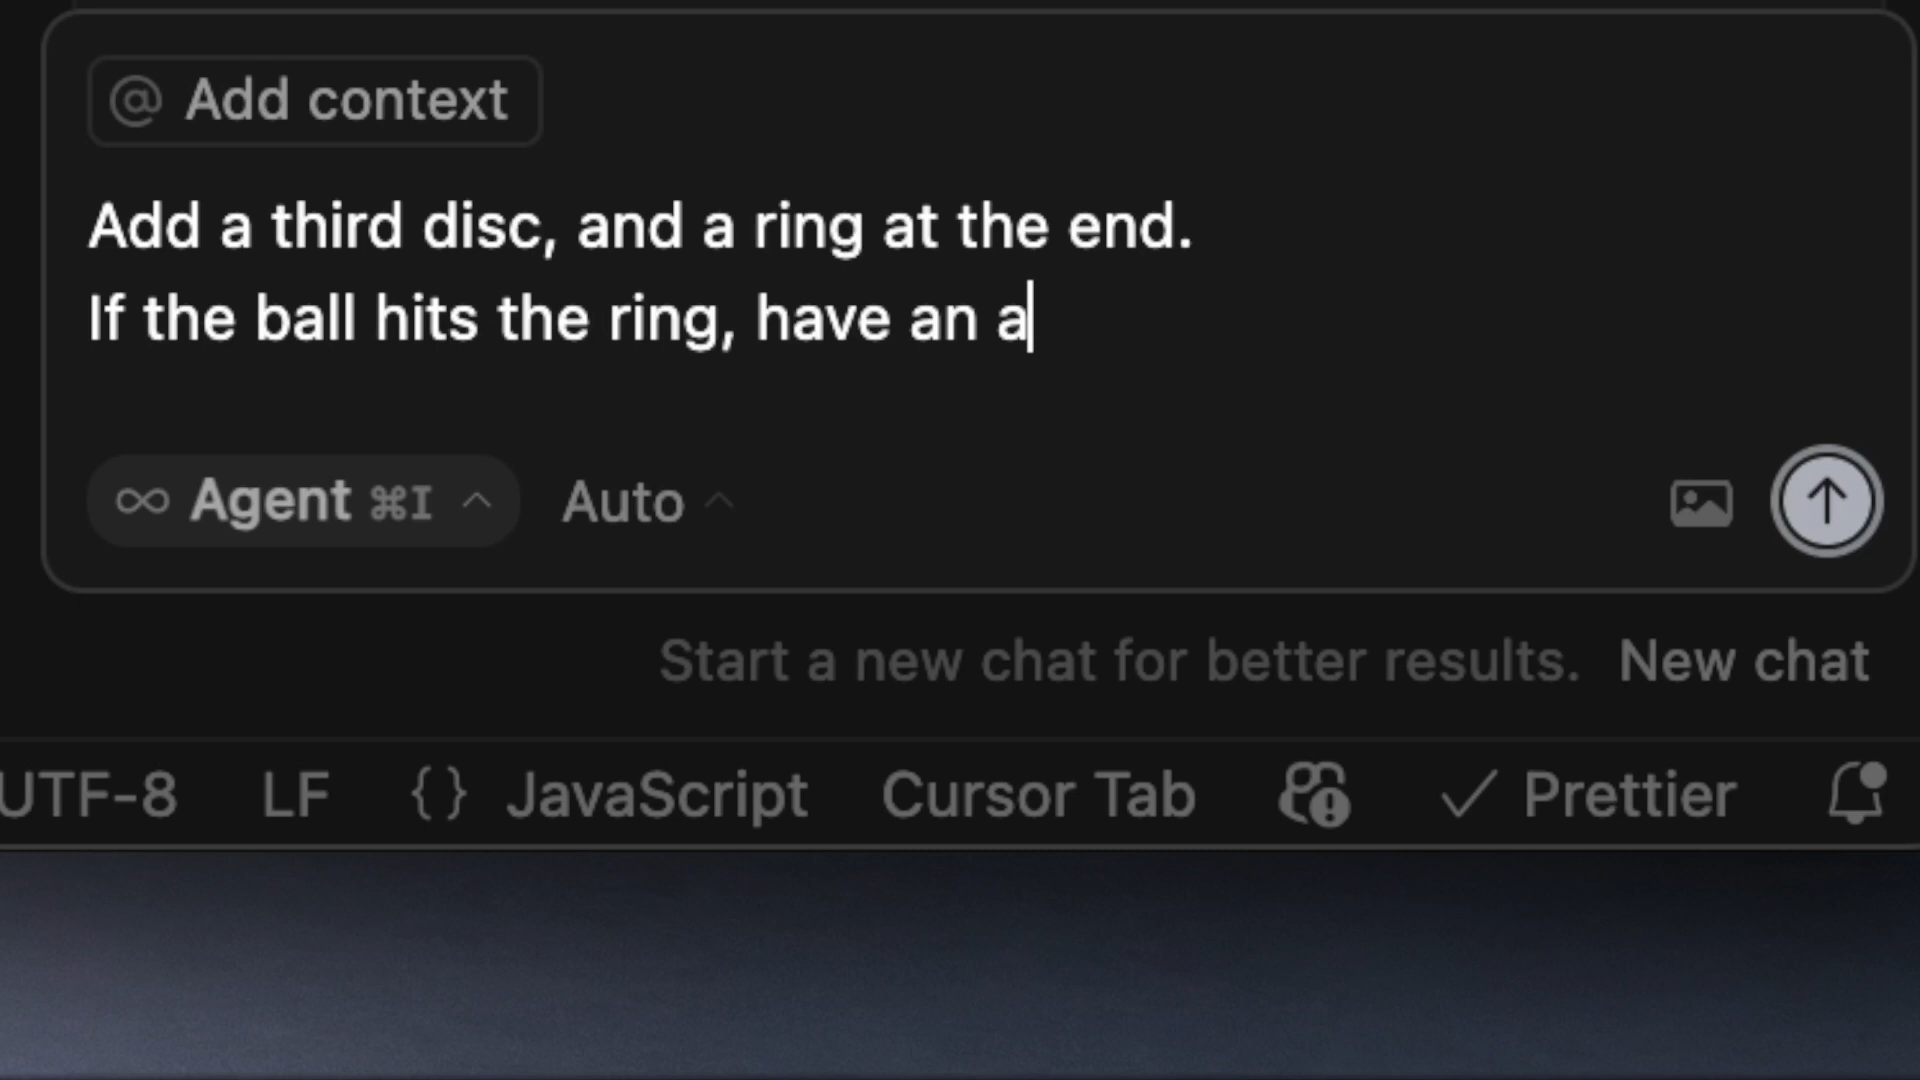 @ Add context
Add a third disc, and a ring at the end.
If the ball hits the ring, have an a
Agent ⌘I Auto
Start a new chat for better results. New chat
UTF-8 LF {} JavaScript Cursor Tab Prettier